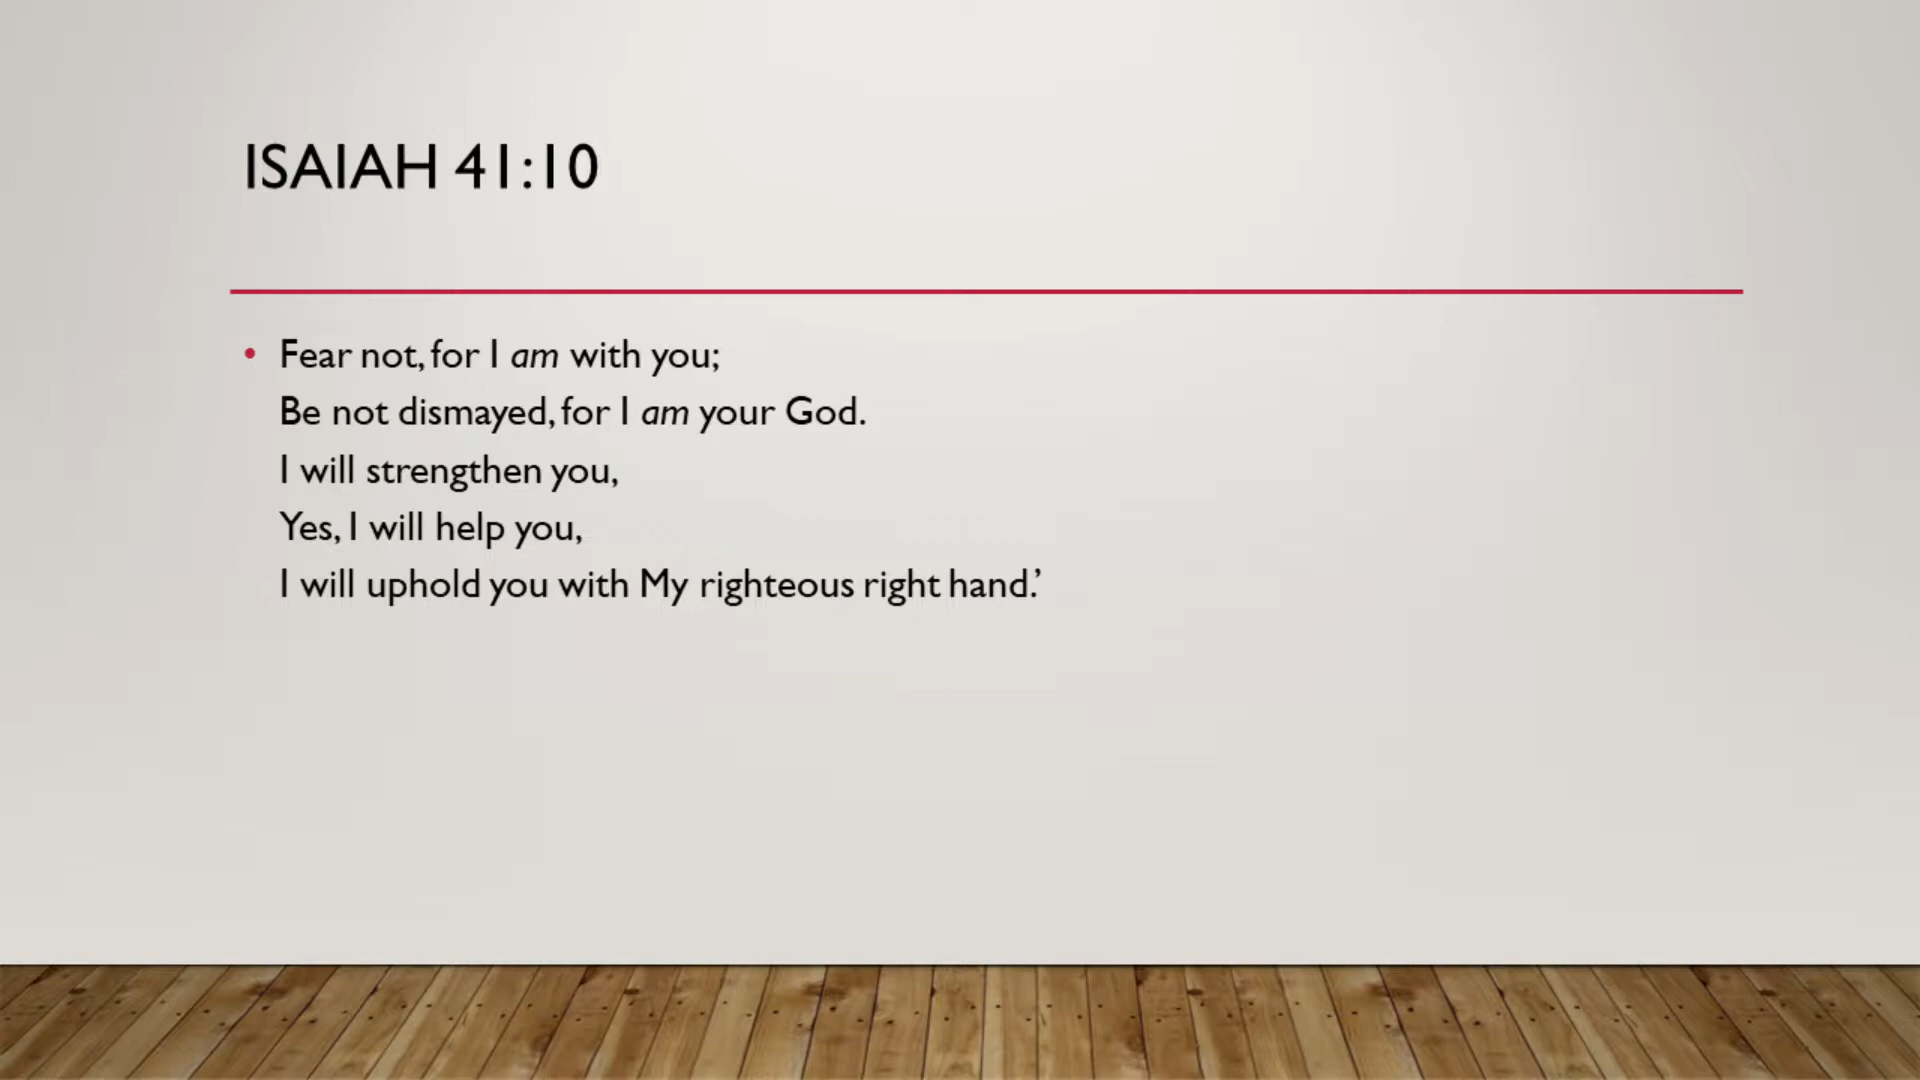 ISAIAH 41:10
• Fear not, for I am with you;
Be not dismayed, for I am your God.
I will strengthen you,
Yes, I will help you,
I will uphold you with My righteous right hand.’